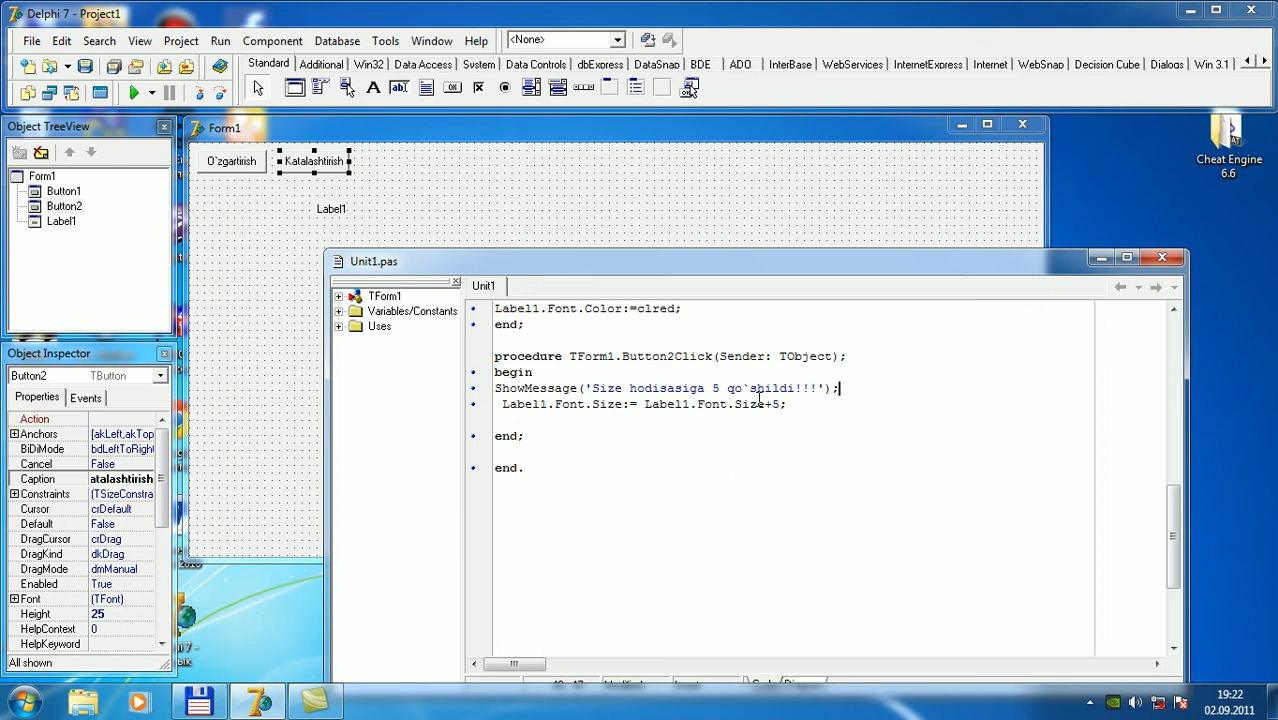 Delphi 7 - Project1
File Edit Search View Project Run Component Database Tools Window Help
<None>
Standard Additional Win32 Data Access Data Controls dbExpress DataSnap BDE ADO InterBase WebServices InternetExpress Internet WebSnap Decision Cube Dialogs Win 3.1
Object TreeView
Form1
Button1
Button2
Label1
Form1
O`zgartirish
Katalashtirish
Label1
Cheat Engine
6.6
Unit1.pas
TForm1
Variables/Constants
Uses
Unit1
Label1.Font.Color:=clred;
end;
procedure TForm1.Button2Click(Sender: TObject);
begin
ShowMessage('Size hodisasiga 5 qo`shildi!!!');
Label1.Font.Size:= Label1.Font.Size+5;
end;
end.
Object Inspector
Button2 TButton
Properties Events
Anchors [akLeft,akTop
BiDiMode bdLeftToRight
Cancel False
Caption atalashtirish
Constraints (TSizeConstra
Cursor crDefault
Default False
DragCursor crDrag
DragKind dkDrag
DragMode dmManual
Enabled True
Font (TFont)
Height 25
HelpContext 0
HelpKeyword
All shown
19:22
02.09.2011